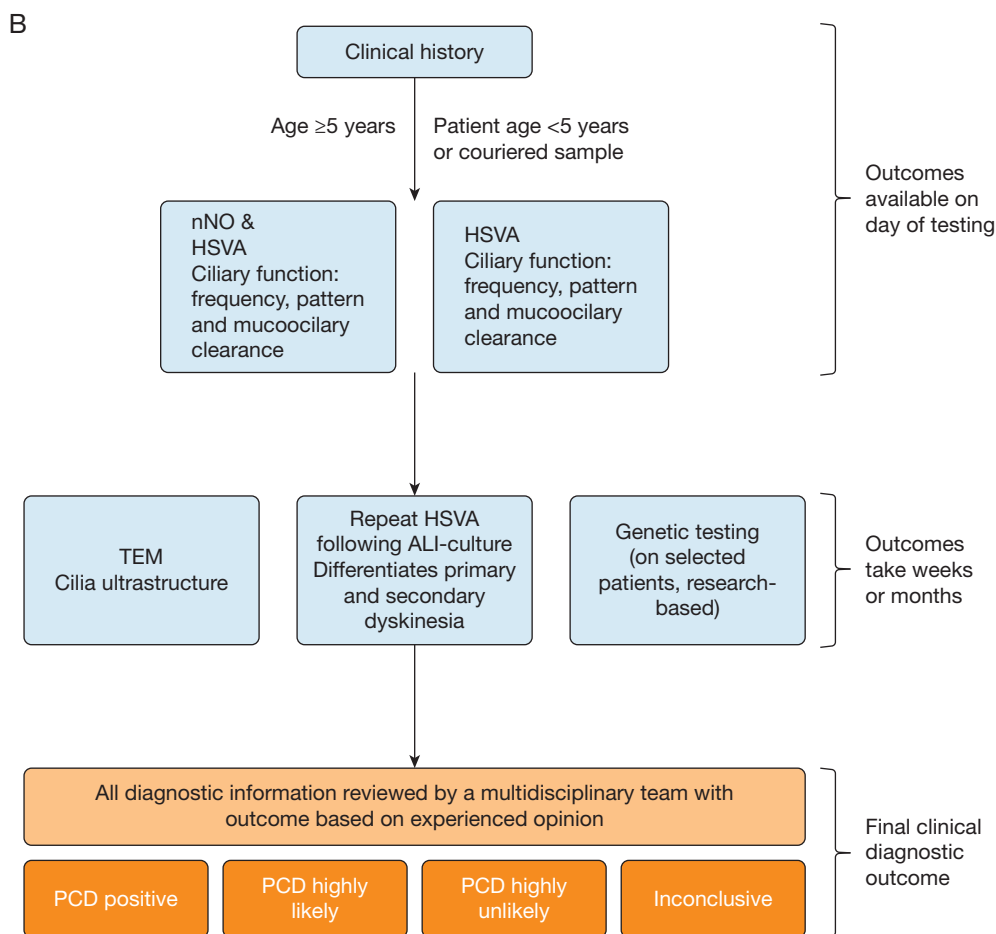 B
Clinical history
Age ≥5 years
Patient age <5 years
or couriered sample
nNO &
HSVA
Ciliary function:
frequency, pattern
and mucoocilary
clearance
HSVA
Ciliary function:
frequency, pattern
and mucoocilary
clearance
Outcomes
available on
day of testing
TEM
Cilia ultrastructure
Repeat HSVA
following ALI-culture
Differentiates primary
and secondary
dyskinesia
Genetic testing
(on selected
patients, research-
based)
Outcomes
take weeks
or months
All diagnostic information reviewed by a multidisciplinary team with
outcome based on experienced opinion
PCD positive
PCD highly
likely
PCD highly
unlikely
Inconclusive
Final clinical
diagnostic
outcome